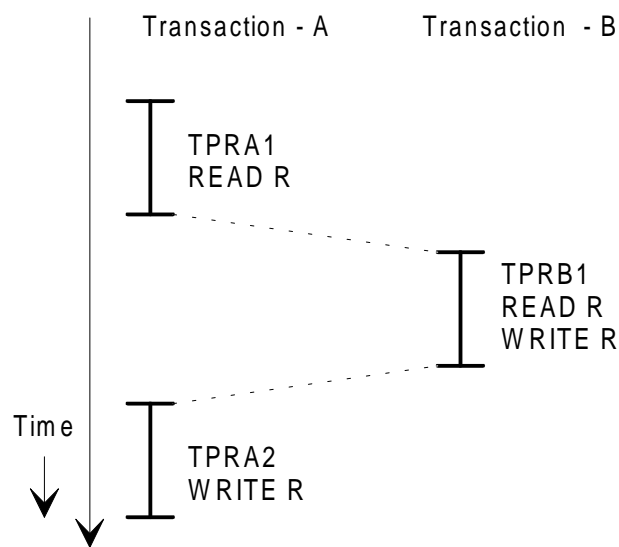 Transaction - A
Transaction - B
TPRA1
READ R
TPRB1
READ R
WRITE R
Time
TPRA2
WRITE R